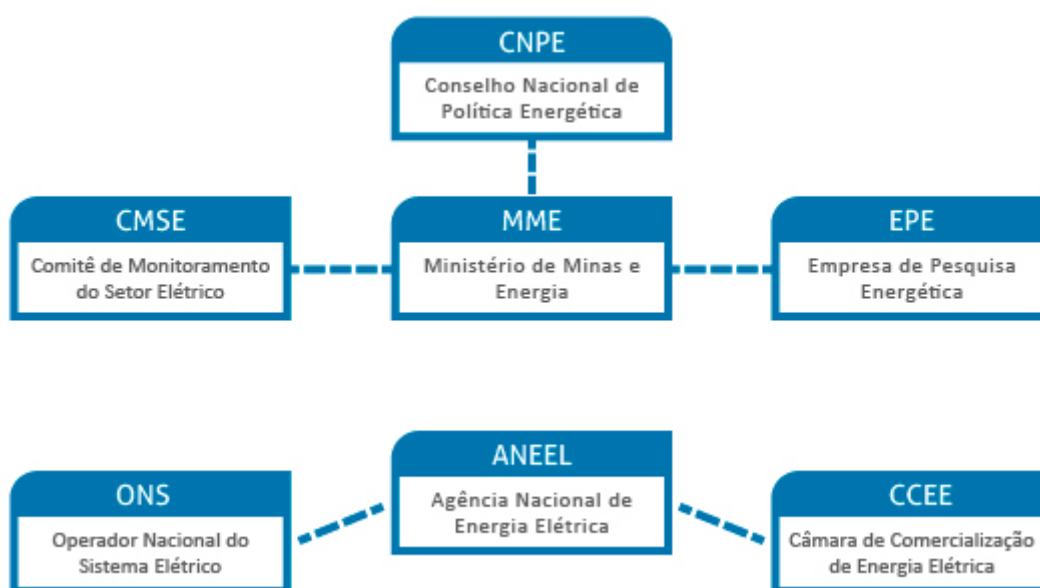 CNPE
Conselho Nacional de
Política Energética
CMSE
Comitê de Monitoramento
do Setor Elétrico
MME
Ministério de Minas e
Energia
EPE
Empresa de Pesquisa
Energética
ONS
Operador Nacional do
Sistema Elétrico
ANEEL
Agência Nacional de
Energia Elétrica
CCEE
Câmara de Comercialização
de Energia Elétrica